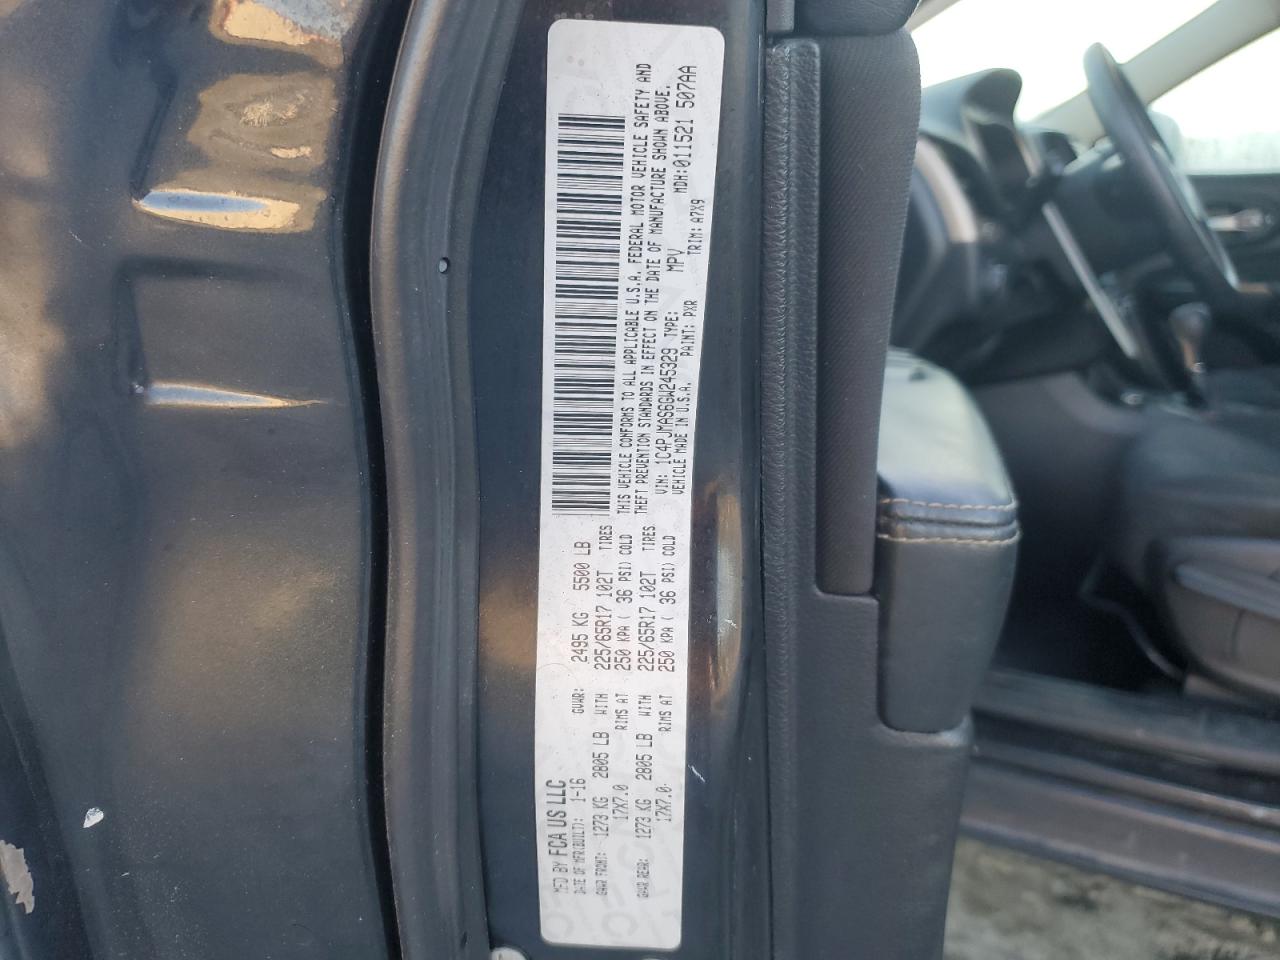 MFD BY FCA US LLC
DATE OF MFR(BUILT): 1-16 GVWR: 2495 KG 5500 LB
GAWR FRONT: 1273 KG 2805 LB WITH 225/65R17 102T TIRES
17X7.0 RIMS AT 250 KPA ( 36 PSI) COLD
GAWR REAR: 1273 KG 2805 LB WITH 225/65R17 102T TIRES
17X7.0 RIMS AT 250 KPA ( 36 PSI) COLD
THIS VEHICLE CONFORMS TO ALL APPLICABLE U.S.A. FEDERAL MOTOR VEHICLE SAFETY AND
THEFT PREVENTION STANDARDS IN EFFECT ON THE DATE OF MANUFACTURE SHOWN ABOVE.
VIN: 1C4PJMAS6GW245329 TYPE: MPV MDH:011521 507AA
VEHICLE MADE IN U.S.A. PAINT: PXR TRIM: A7X9